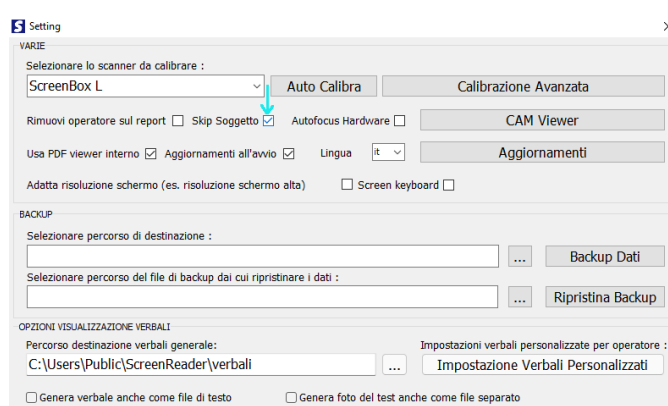 Setting
VARIE
Selezionare lo scanner da calibrare :
ScreenBox L Auto Calibra Calibrazione Avanzata
Rimuovi operatore sul report Skip Soggetto Autofocus Hardware CAM Viewer
Usa PDF viewer interno Aggiornamenti all'avvio Lingua it Aggiornamenti
Adatta risoluzione schermo (es. risoluzione schermo alta) Screen keyboard
BACKUP
Selezionare percorso di destinazione :
... Backup Dati
Selezionare percorso del file di backup dai cui ripristinare i dati :
... Ripristina Backup
OPZIONI VISUALIZZAZIONE VERBALI
Percorso destinazione verbali generale: Impostazioni verbali personalizzate per operatore :
C:\Users\Public\ScreenReader\verbali ... Impostazione Verbali Personalizzati
Genera verbale anche come file di testo Genera foto del test anche come file separato